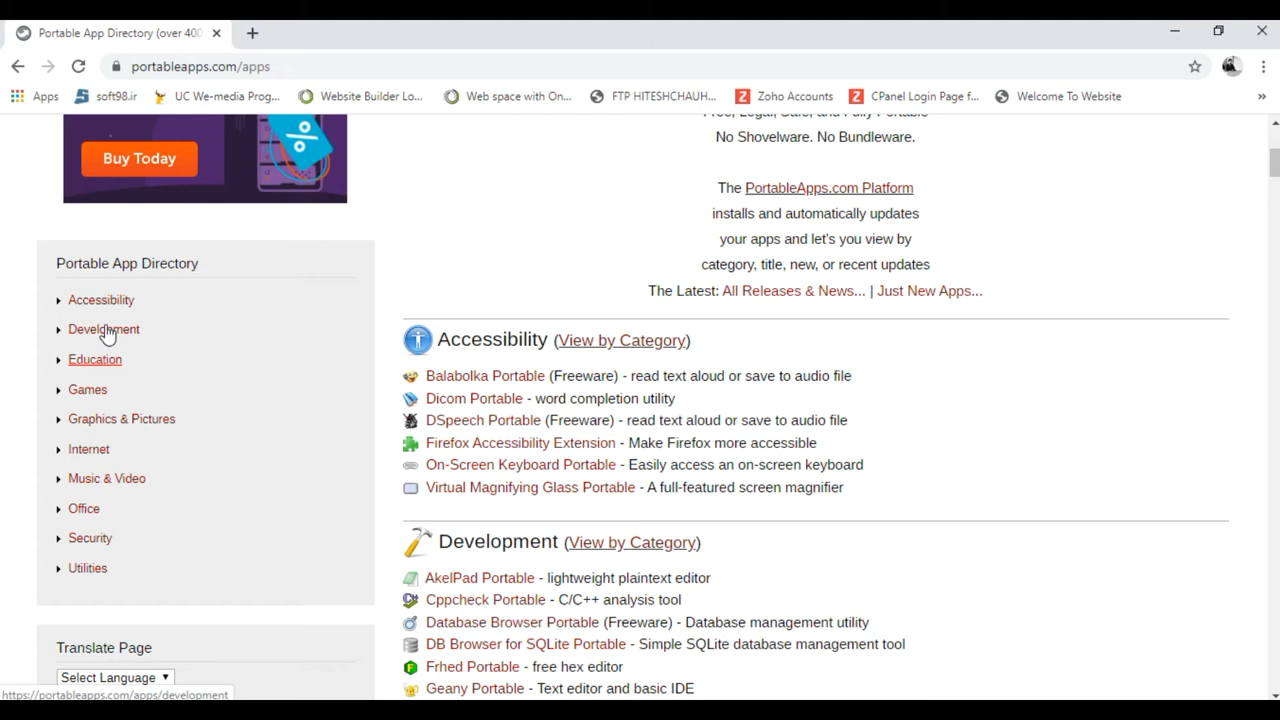 Portable App Directory (over 400
portableapps.com/apps
Apps
soft98.ir
UC We-media Prog...
Website Builder Lo...
Web space with On...
FTP HITESHCHAUH...
Zoho Accounts
CPanel Login Page f...
Welcome To Website
»
%
Buy Today
Portable App Directory
Accessibility
Development
Education
Games
Graphics & Pictures
Internet
Music & Video
Office
Security
Utilities
Translate Page
Select Language
https://portableapps.com/apps/development
Free, Legal, Safe, and Fully Portable
No Shovelware. No Bundleware.
The PortableApps.com Platform
installs and automatically updates
your apps and let's you view by
category, title, new, or recent updates
The Latest: All Releases & News... | Just New Apps...
Accessibility (View by Category)
Balabolka Portable (Freeware) - read text aloud or save to audio file
Dicom Portable - word completion utility
DSpeech Portable (Freeware) - read text aloud or save to audio file
Firefox Accessibility Extension - Make Firefox more accessible
On-Screen Keyboard Portable - Easily access an on-screen keyboard
Virtual Magnifying Glass Portable - A full-featured screen magnifier
Development (View by Category)
AkelPad Portable - lightweight plaintext editor
Cppcheck Portable - C/C++ analysis tool
Database Browser Portable (Freeware) - Database management utility
DB Browser for SQLite Portable - Simple SQLite database management tool
Frhed Portable - free hex editor
Geany Portable - Text editor and basic IDE